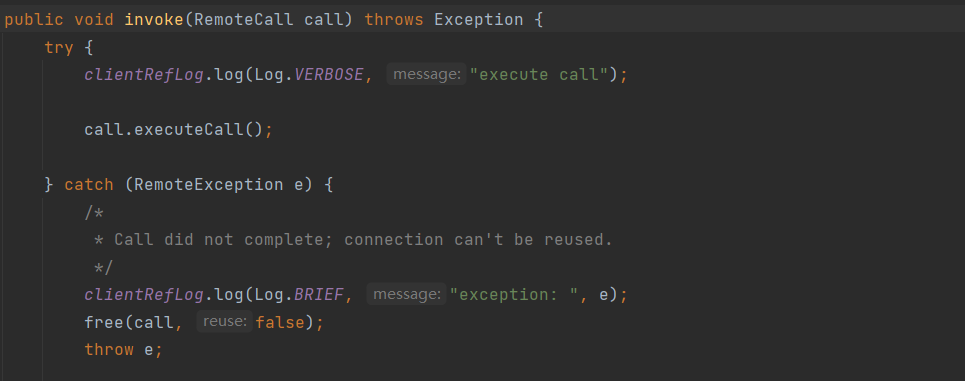 public void invoke(RemoteCall call) throws Exception {
try {
clientRefLog.log(Log.VERBOSE, message: "execute call");
call.executeCall();
} catch (RemoteException e) {
/*
* Call did not complete; connection can't be reused.
*/
clientRefLog.log(Log.BRIEF, message: "exception: ", e);
free(call, reuse: false);
throw e;